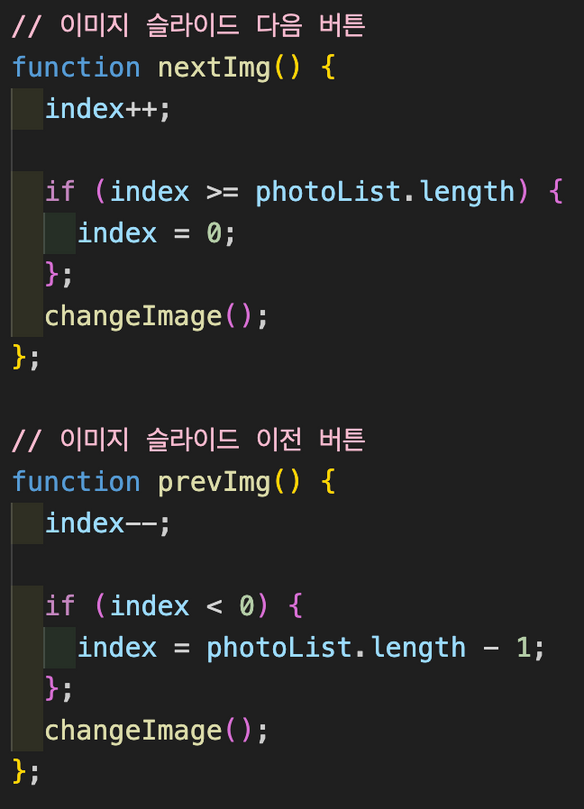 // 이미지 슬라이드 다음 버튼
function nextImg() {
  index++;

  if (index >= photoList.length) {
    index = 0;
  };
  changeImage();
};

// 이미지 슬라이드 이전 버튼
function prevImg() {
  index--;

  if (index < 0) {
    index = photoList.length - 1;
  };
  changeImage();
};